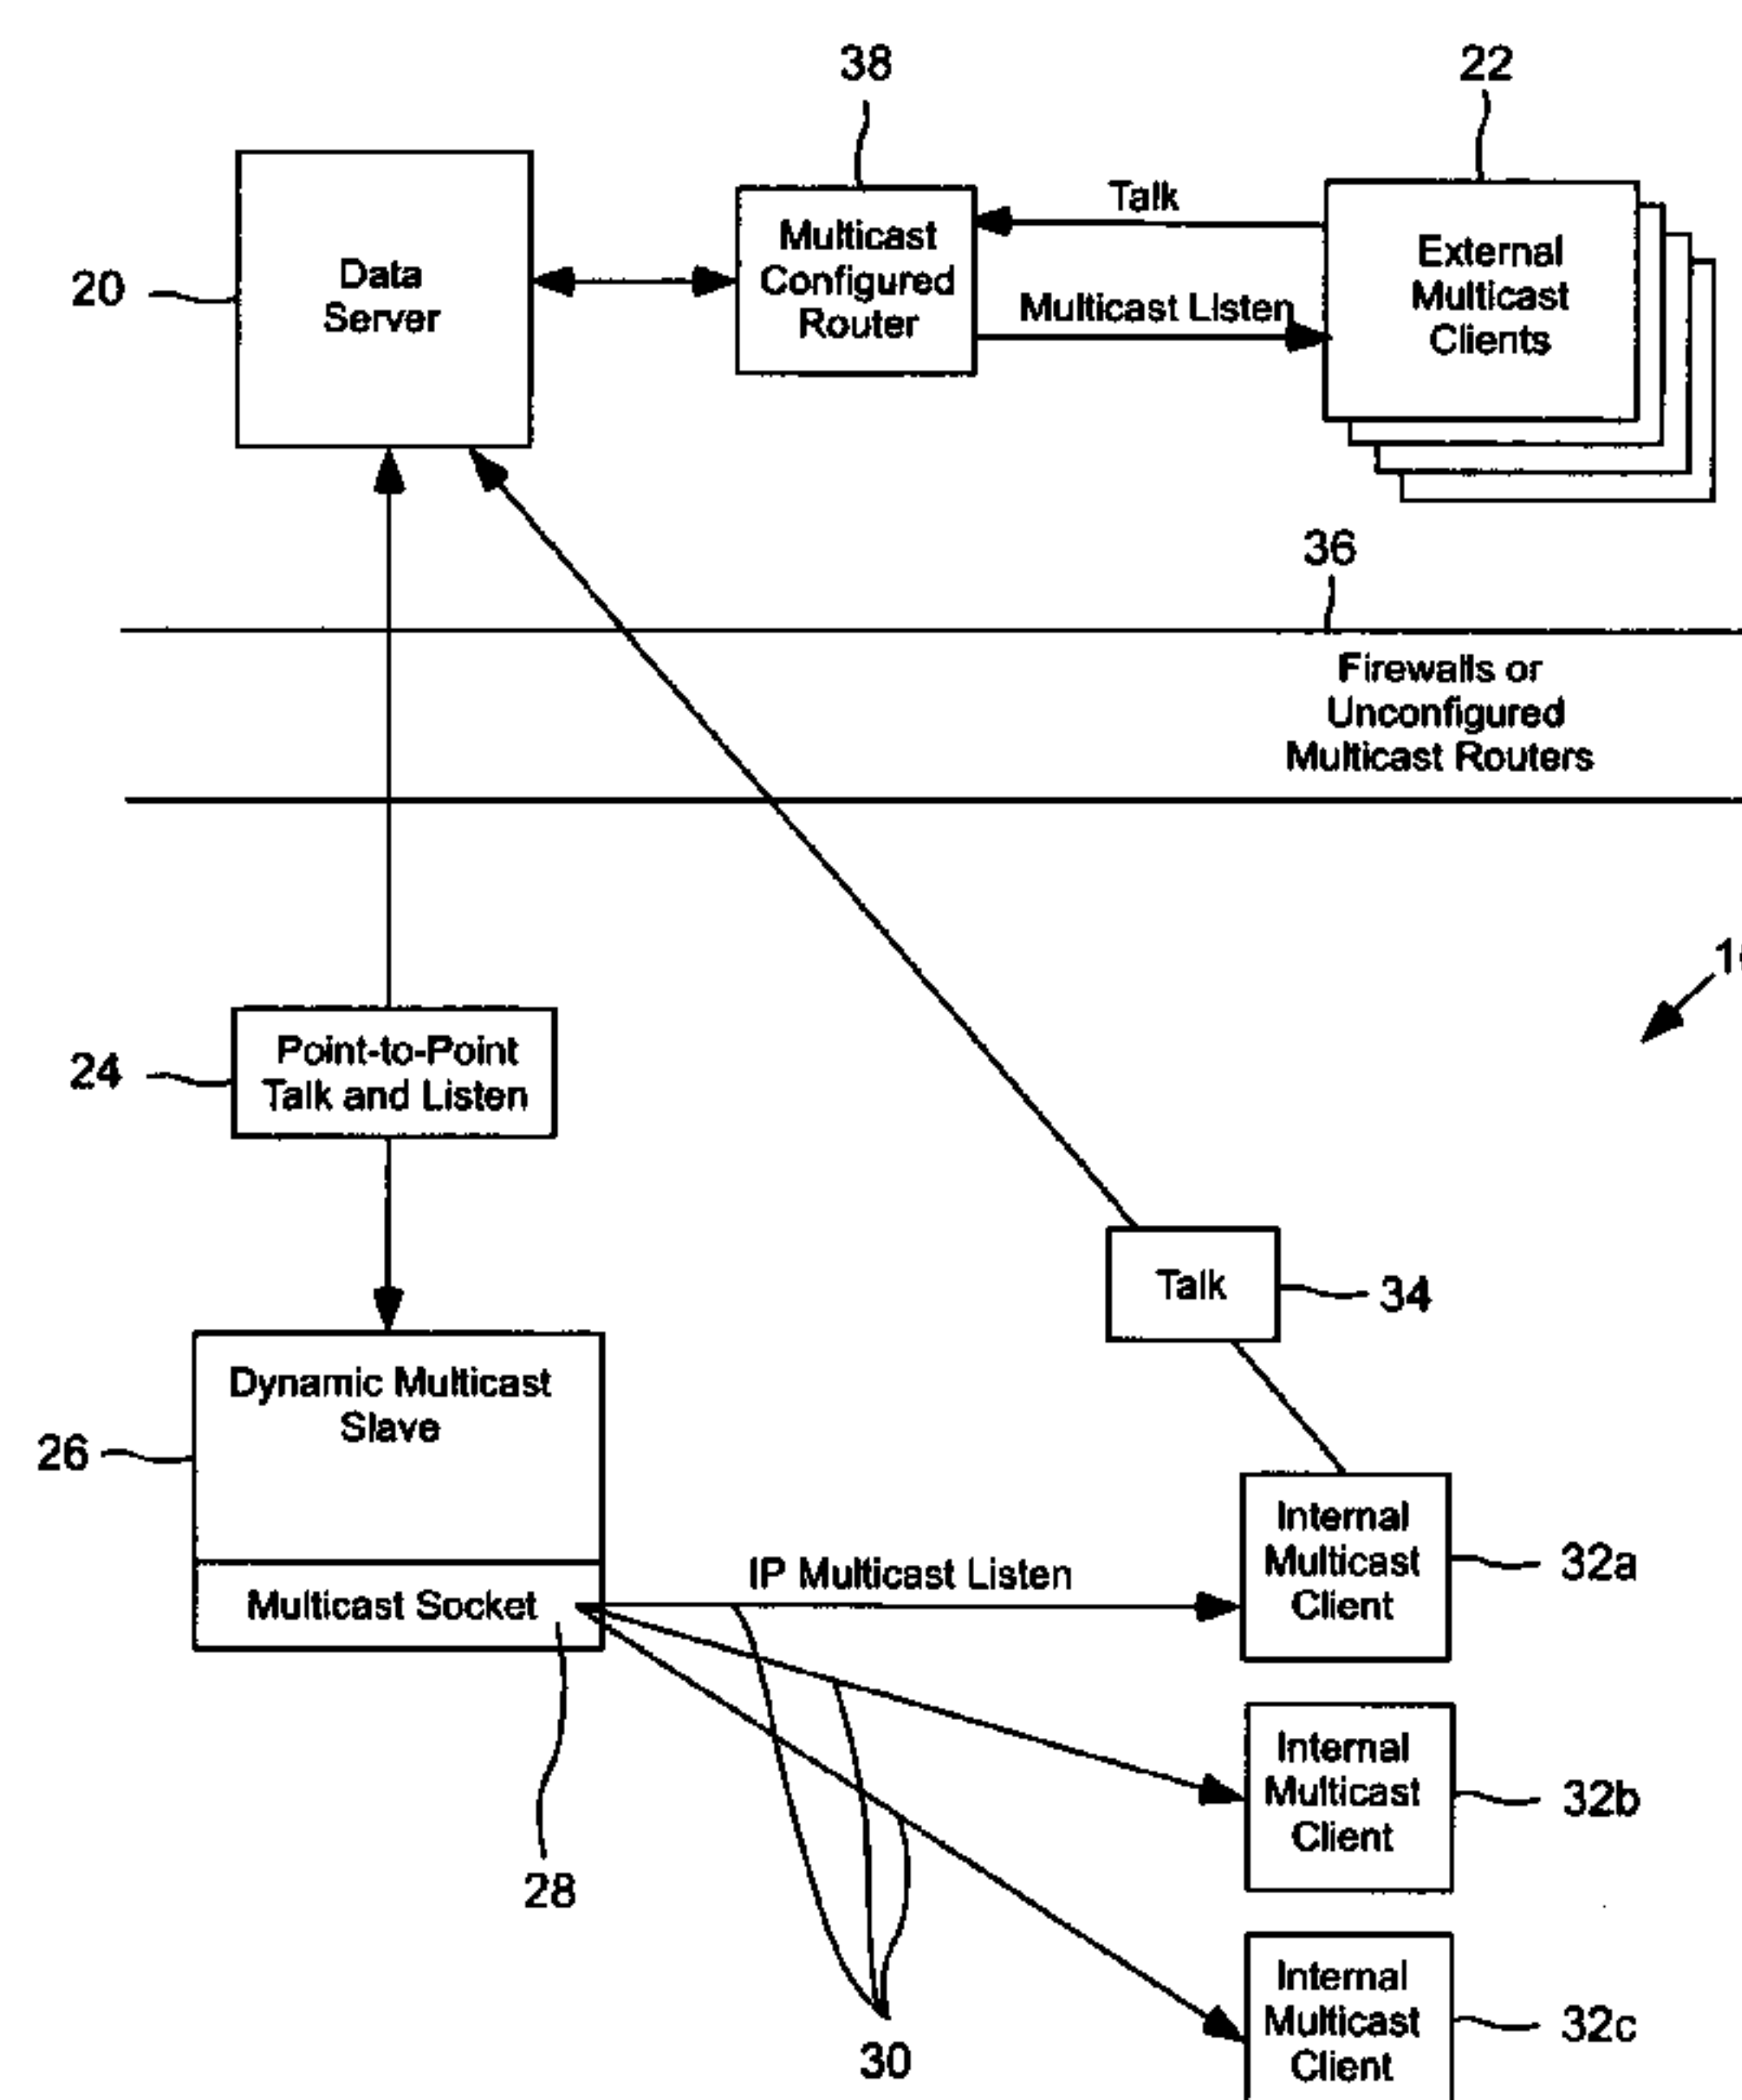 38
22
Talk
Data
Server
20
Multicast
Configured
Router
Multicast Listen
External
Multicast
Clients
36
Firewalls or
Unconfigured
Multicast Routers
24
Point-to-Point
Talk and Listen
Talk
34
Dynamic Multicast
Slave
26
Multicast Socket
IP Multicast Listen
Internal
Multicast
Client
32a
28
Internal
Multicast
Client
32b
30
Internal
Multicast
Client
32c